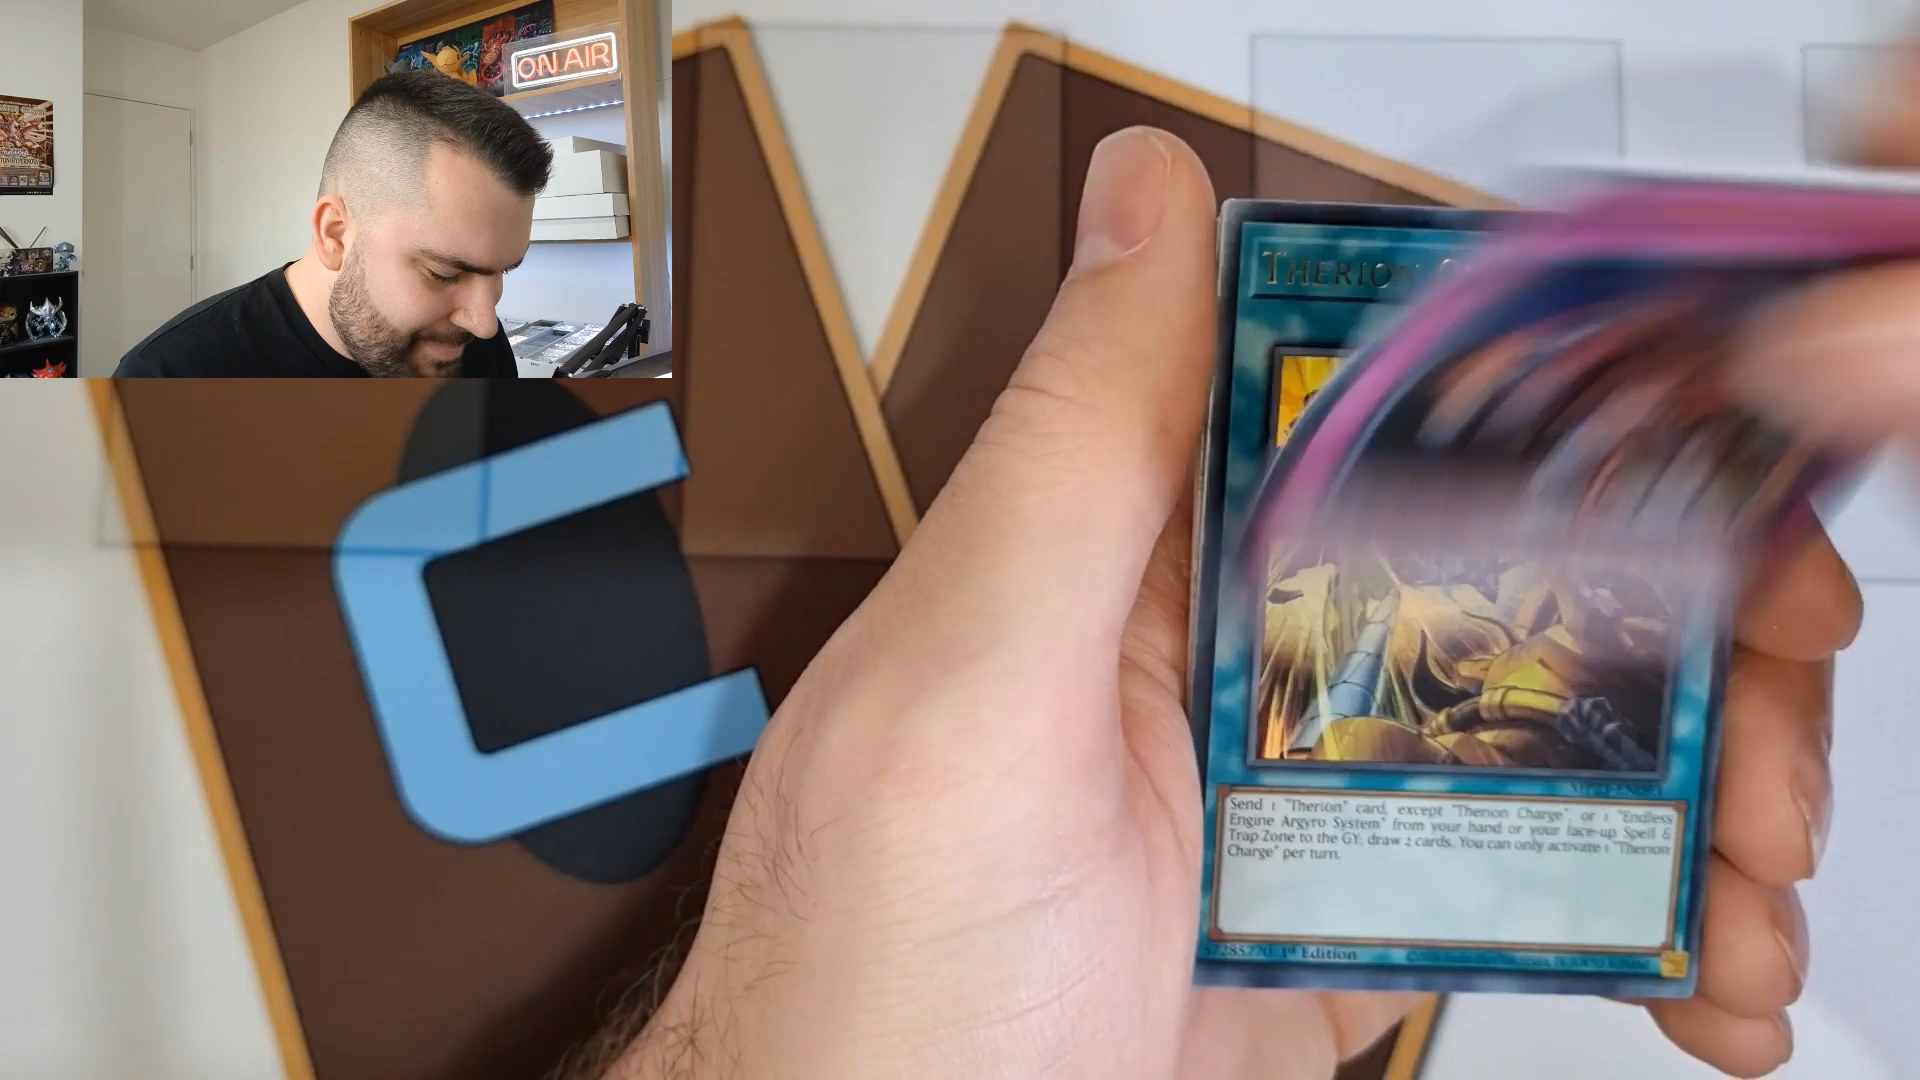 ON AIR
THERION
Send 1 "Therion" card, except "Therion Charge", or 1 "Endless
Engine Argyro System" from your hand or your face-up Spell &
Trap Zone to the GY; draw 2 cards. You can only activate 1 "Therion
Charge" per turn.
57285770 1st Edition